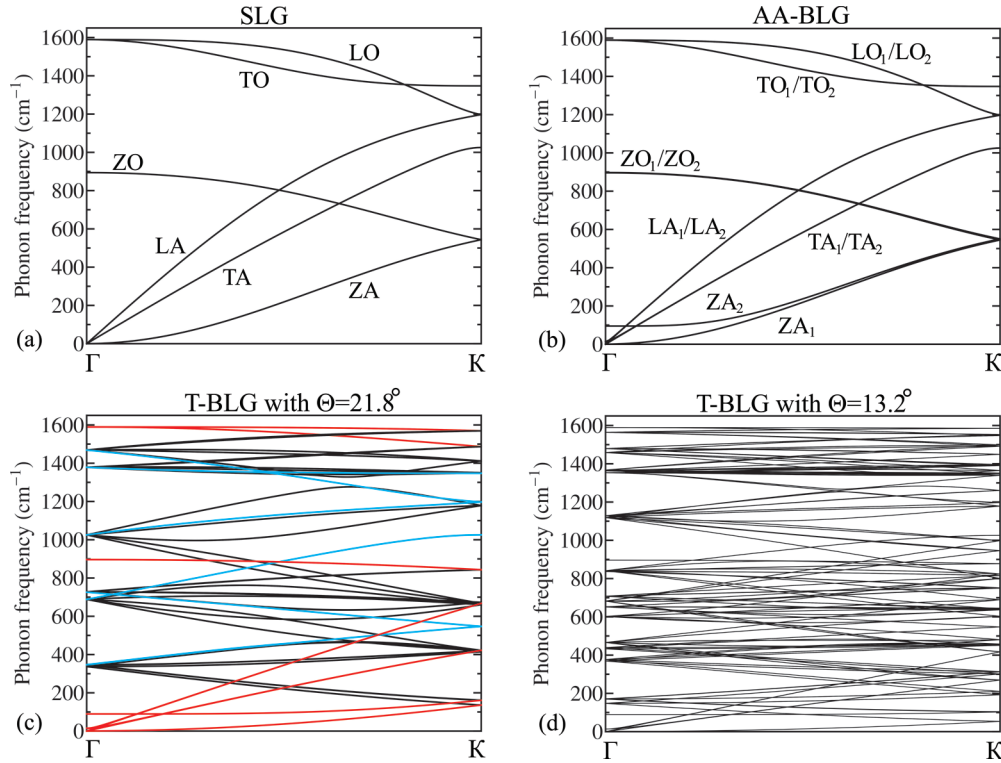 SLG
Phonon frequency (cm⁻¹)
1600
1400
1200
1000
800
600
400
200
0
LO
TO
ZO
LA
TA
ZA
(a)
Γ
K
AA-BLG
Phonon frequency (cm⁻¹)
1600
1400
1200
1000
800
600
400
200
0
LO₁/LO₂
TO₁/TO₂
ZO₁/ZO₂
LA₁/LA₂
TA₁/TA₂
ZA₂
ZA₁
(b)
Γ
K
T-BLG with Θ=21.8°
Phonon frequency (cm⁻¹)
1600
1400
1200
1000
800
600
400
200
0
(c)
Γ
K
T-BLG with Θ=13.2°
Phonon frequency (cm⁻¹)
1600
1400
1200
1000
800
600
400
200
0
(d)
Γ
K